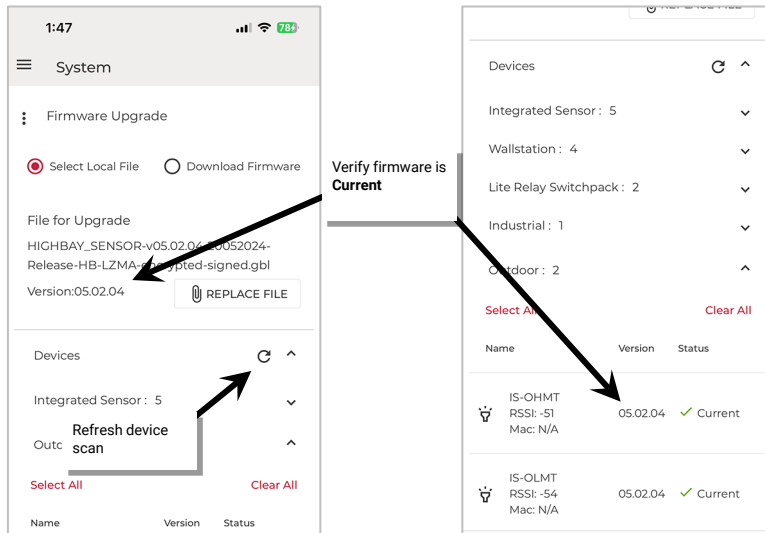 1:47
78
System
Firmware Upgrade
Select Local File
Download Firmware
File for Upgrade
HIGHBAY_SENSOR-v05.02.04-20052024-
Release-HB-LZMA-encrypted-signed.gbl
Version:05.02.04
REPLACE FILE
Devices
Integrated Sensor : 5
Refresh device
scan
Select All
Clear All
Name Version Status
Verify firmware is
Current
REPLACE FILE
Devices
Integrated Sensor : 5
Wallstation : 4
Lite Relay Switchpack : 2
Industrial : 1
Outdoor : 2
Select All
Clear All
Name Version Status
IS-OHMT
RSSI: -51
Mac: N/A
05.02.04
Current
IS-OLMT
RSSI: -54
Mac: N/A
05.02.04
Current